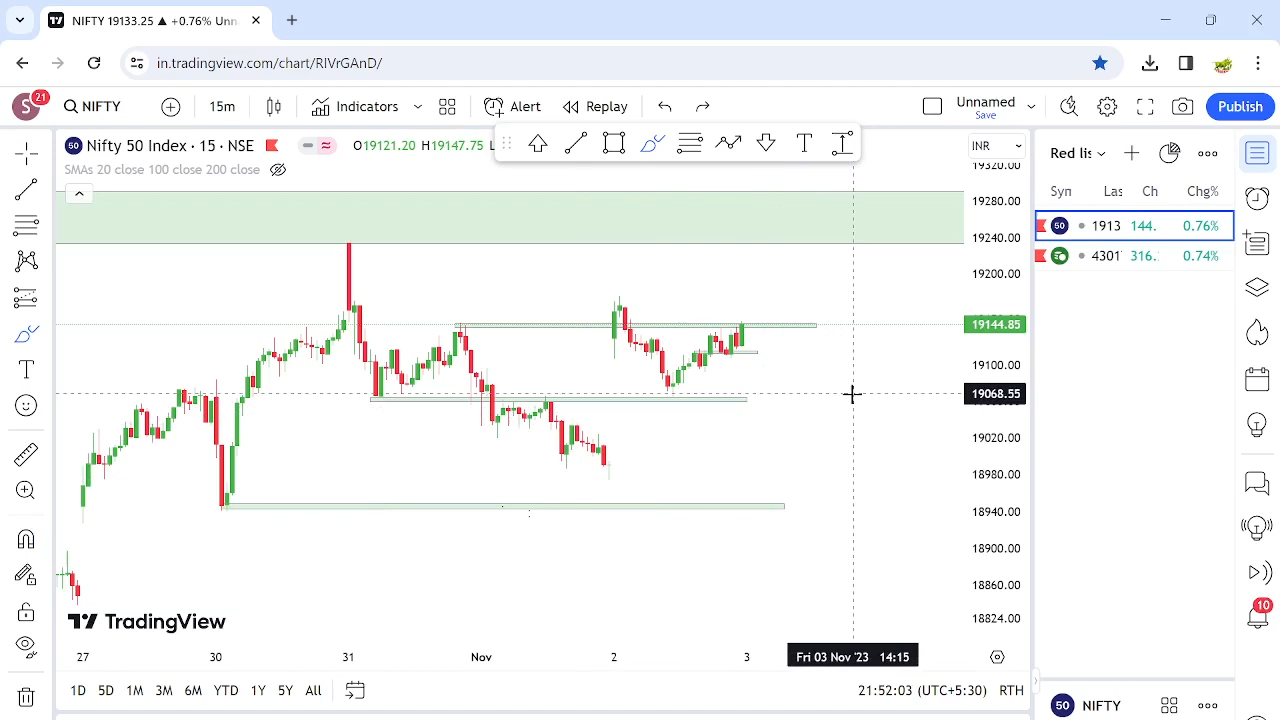 NIFTY 19133.25 ▲ +0.76% Unn
in.tradingview.com/chart/RIVrGAnD/
S 21 NIFTY 15m Indicators Alert Replay Unnamed Save Publish
50 Nifty 50 Index · 15 · NSE O19121.20 H19147.75 L
SMAs 20 close 100 close 200 close
INR
Red lis
Syn Las Ch Chg%
50 1913 144. 0.76%
4301 316. 0.74%
19320.00
19280.00
19240.00
19200.00
19144.85
19100.00
19068.55
19020.00
18980.00
18940.00
18900.00
18860.00
18824.00
TradingView
27 30 31 Nov 2 3 Fri 03 Nov '23 14:15
1D 5D 1M 3M 6M YTD 1Y 5Y All 21:52:03 (UTC+5:30) RTH
10
50 NIFTY